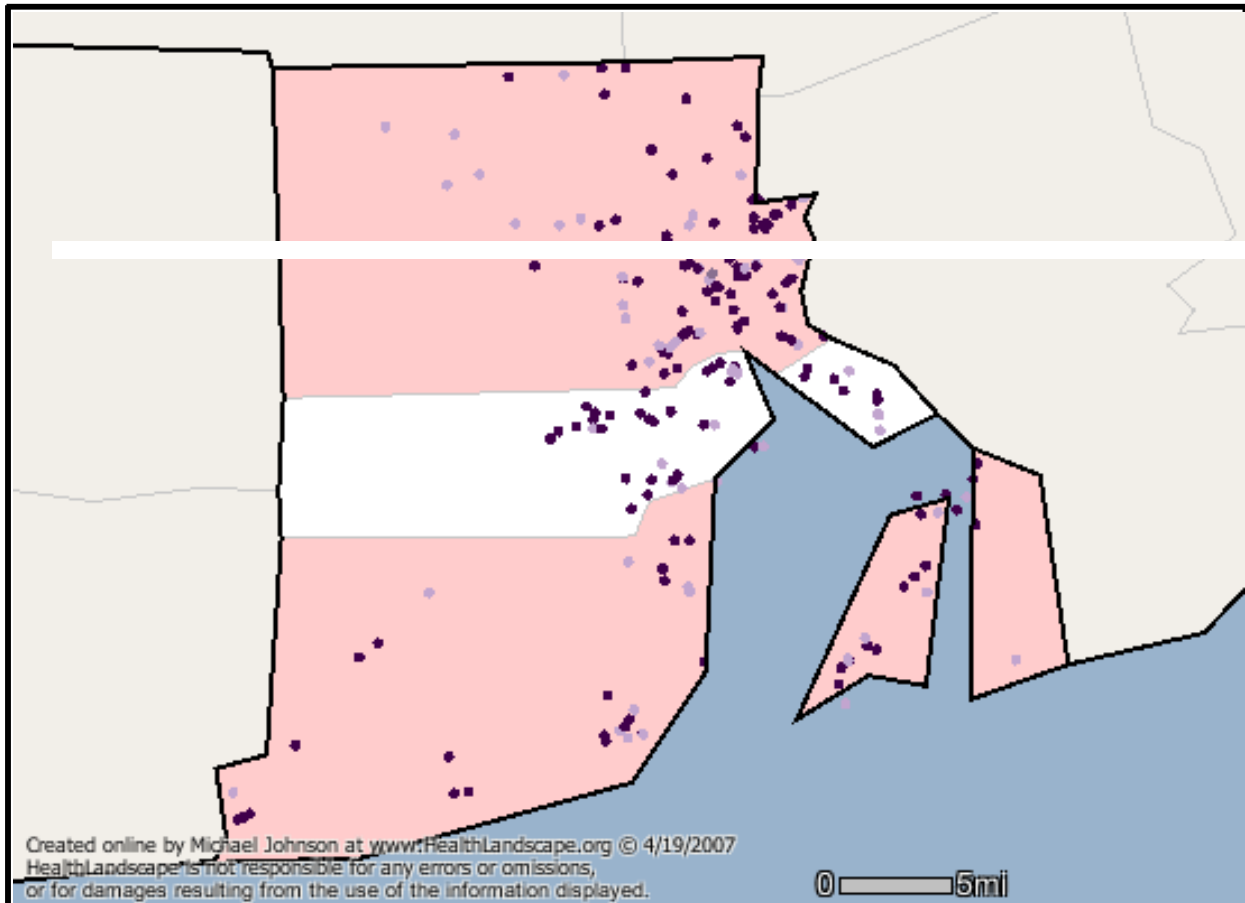 Created online by Michael Johnson at www.HealthLandscape.org © 4/19/2007
HealthLandscape is not responsible for any errors or omissions,
or for damages resulting from the use of the information displayed.
0 5mi